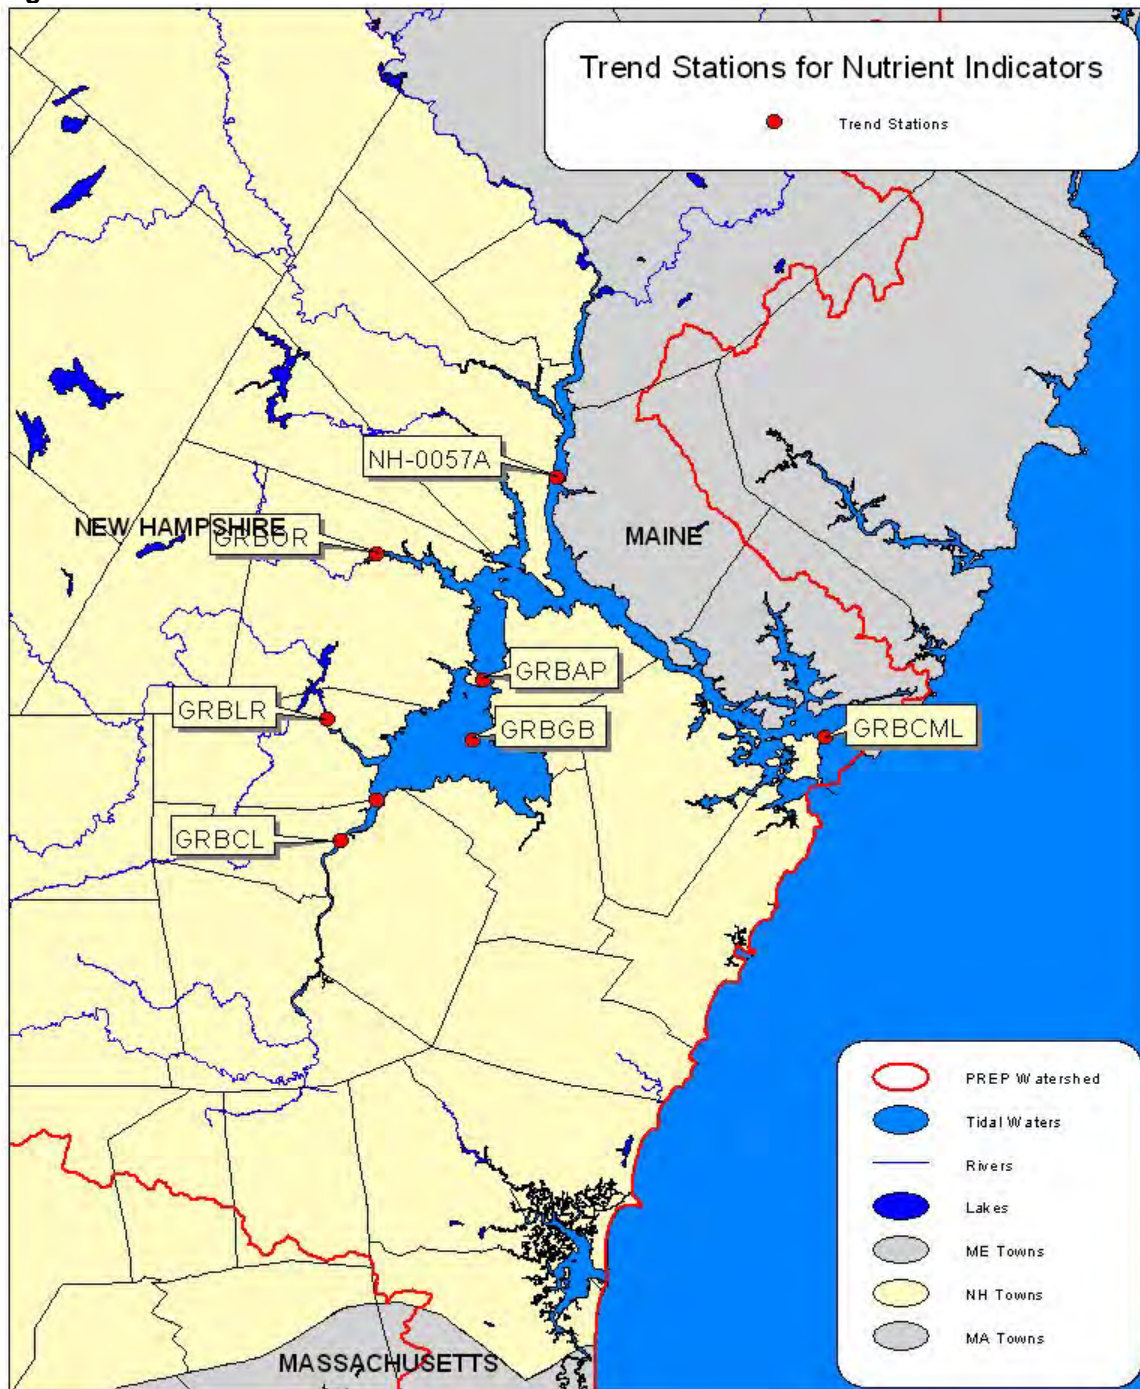 Trend Stations for Nutrient Indicators
Trend Stations
NH-0057A
NEW HAMPSHIRE
GRBOR
MAINE
GRBAP
GRBLR
GRBGB
GRBCML
GRBCL
PREP Watershed
Tidal Waters
Rivers
Lakes
ME Towns
NH Towns
MA Towns
MASSACHUSETTS